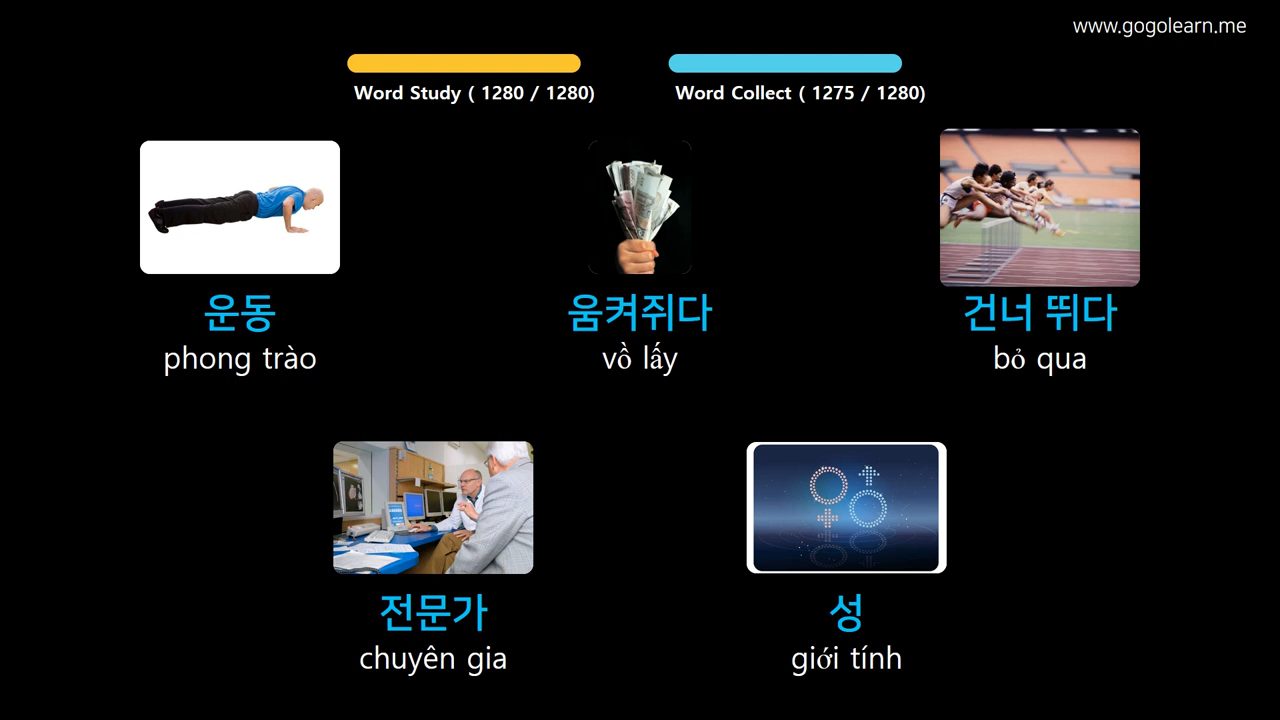 www.gogolearn.me
Word Study ( 1280 / 1280)
Word Collect ( 1275 / 1280)
운동
움켜쥐다
건너 뛰다
phong trào
vồ lấy
bỏ qua
전문가
성
chuyên gia
giới tính